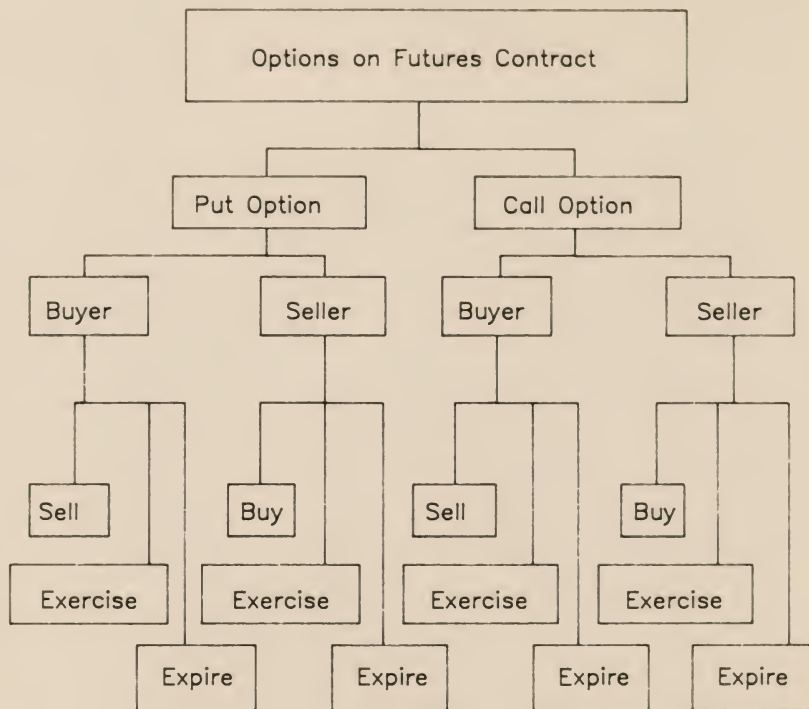 Options on Futures Contract
Put Option
Call Option
Buyer
Seller
Buyer
Seller
Sell
Buy
Sell
Buy
Exercise
Exercise
Exercise
Exercise
Expire
Expire
Expire
Expire